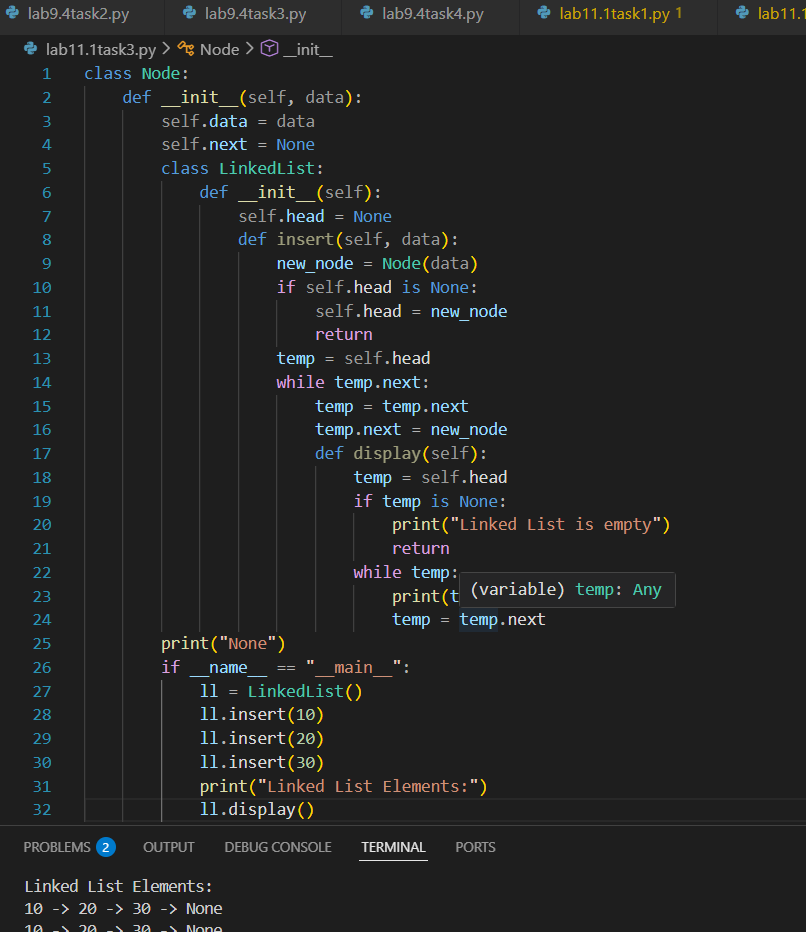 lab9.4task2.py lab9.4task3.py lab9.4task4.py lab11.1task1.py 1 lab11.1
lab11.1task3.py > Node > __init__
1 class Node:
2     def __init__(self, data):
3         self.data = data
4         self.next = None
5         class LinkedList:
6             def __init__(self):
7                 self.head = None
8                 def insert(self, data):
9                     new_node = Node(data)
10                     if self.head is None:
11                         self.head = new_node
12                         return
13                     temp = self.head
14                     while temp.next:
15                         temp = temp.next
16                         temp.next = new_node
17                         def display(self):
18                             temp = self.head
19                             if temp is None:
20                                 print("Linked List is empty")
21                                 return
22                             while temp:
(variable) temp: Any
23                                 print(t
24                                 temp = temp.next
25         print("None")
26         if __name__ == "__main__":
27             ll = LinkedList()
28             ll.insert(10)
29             ll.insert(20)
30             ll.insert(30)
31             print("Linked List Elements:")
32             ll.display()
PROBLEMS 2 OUTPUT DEBUG CONSOLE TERMINAL PORTS
Linked List Elements:
10 -> 20 -> 30 -> None
10 -> 20 -> 30 -> None